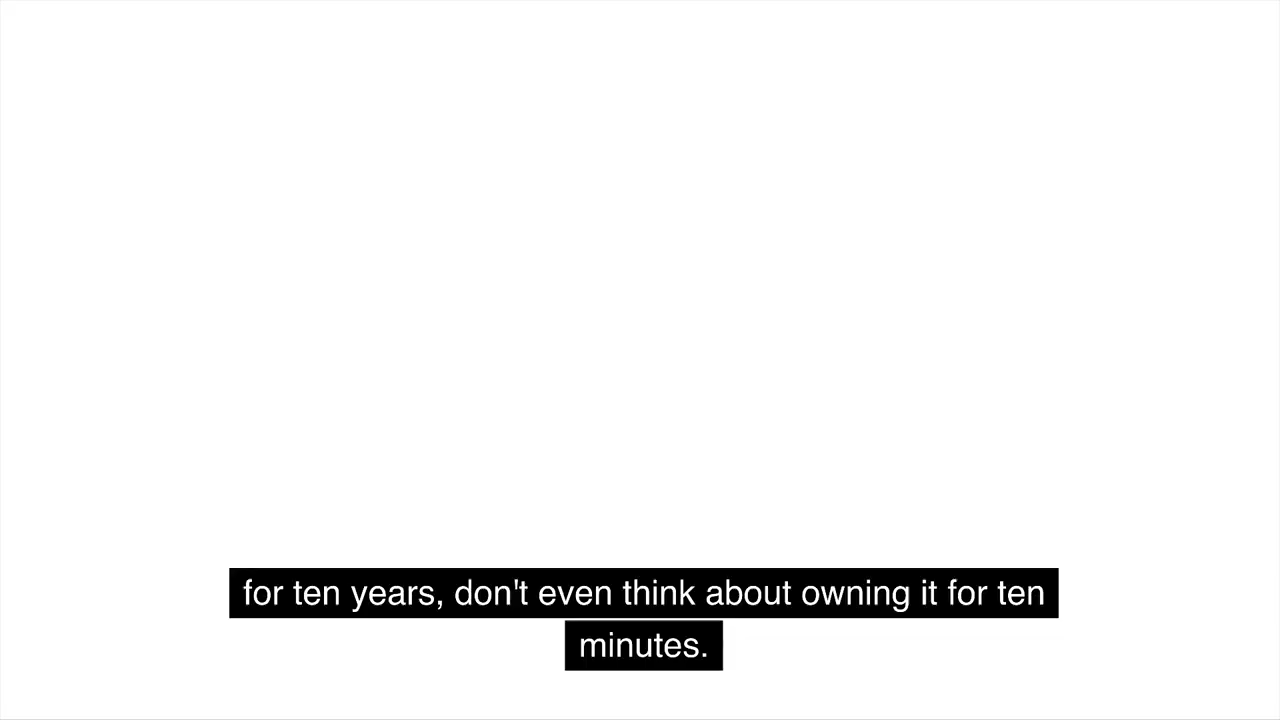 for ten years, don't even think about owning it for ten
minutes.